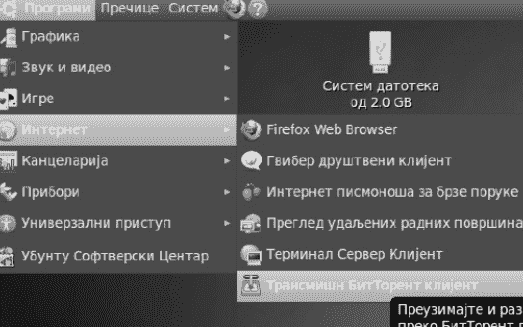 Програми Пречице Систем
Графика
Звук и видео
Игре
Интернет
Канцеларија
Прибори
Универзални приступ
Убунту Софтверски Центар
Систем датотека
од 2.0 GB
Firefox Web Browser
Гвибер друштвени клијент
Интернет писмоноша за брзе поруке
Преглед удаљених радних површина
Терминал Сервер Клијент
Трансмишн БитТорент клијент
Преузимајте и раз
преко БитТорент